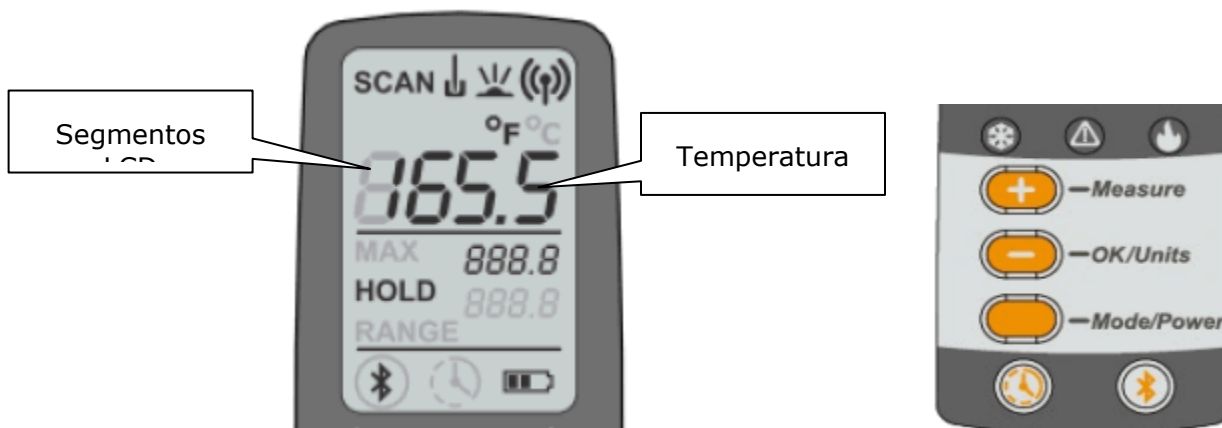 SCAN
°F °C
165.5
MAX 888.8
HOLD 888.8
RANGE
Segmentos
Temperatura
Measure
OK/Units
Mode/Power